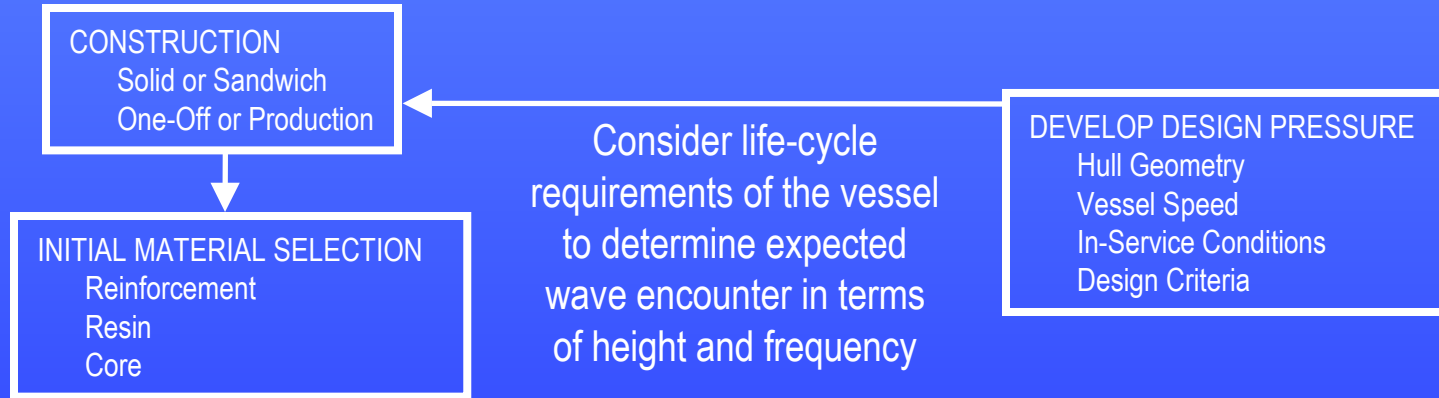 CONSTRUCTION
Solid or Sandwich
One-Off or Production
INITIAL MATERIAL SELECTION
Reinforcement
Resin
Core
Consider life-cycle
requirements of the vessel
to determine expected
wave encounter in terms
of height and frequency
DEVELOP DESIGN PRESSURE
Hull Geometry
Vessel Speed
In-Service Conditions
Design Criteria